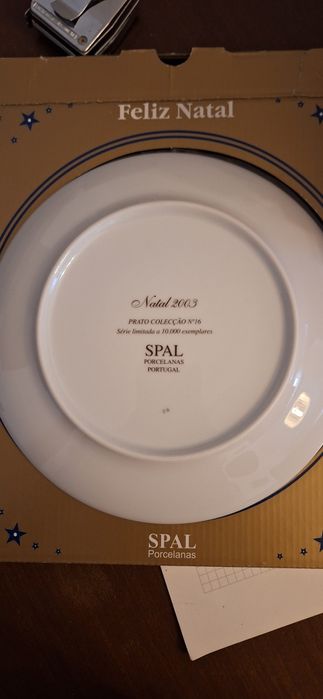 Feliz Natal
Natal 2003
PRATO COLECÇÃO Nº16
Série limitada a 10.000 exemplares
SPAL
PORCELANAS
PORTUGAL
SPAL
Porcelanas